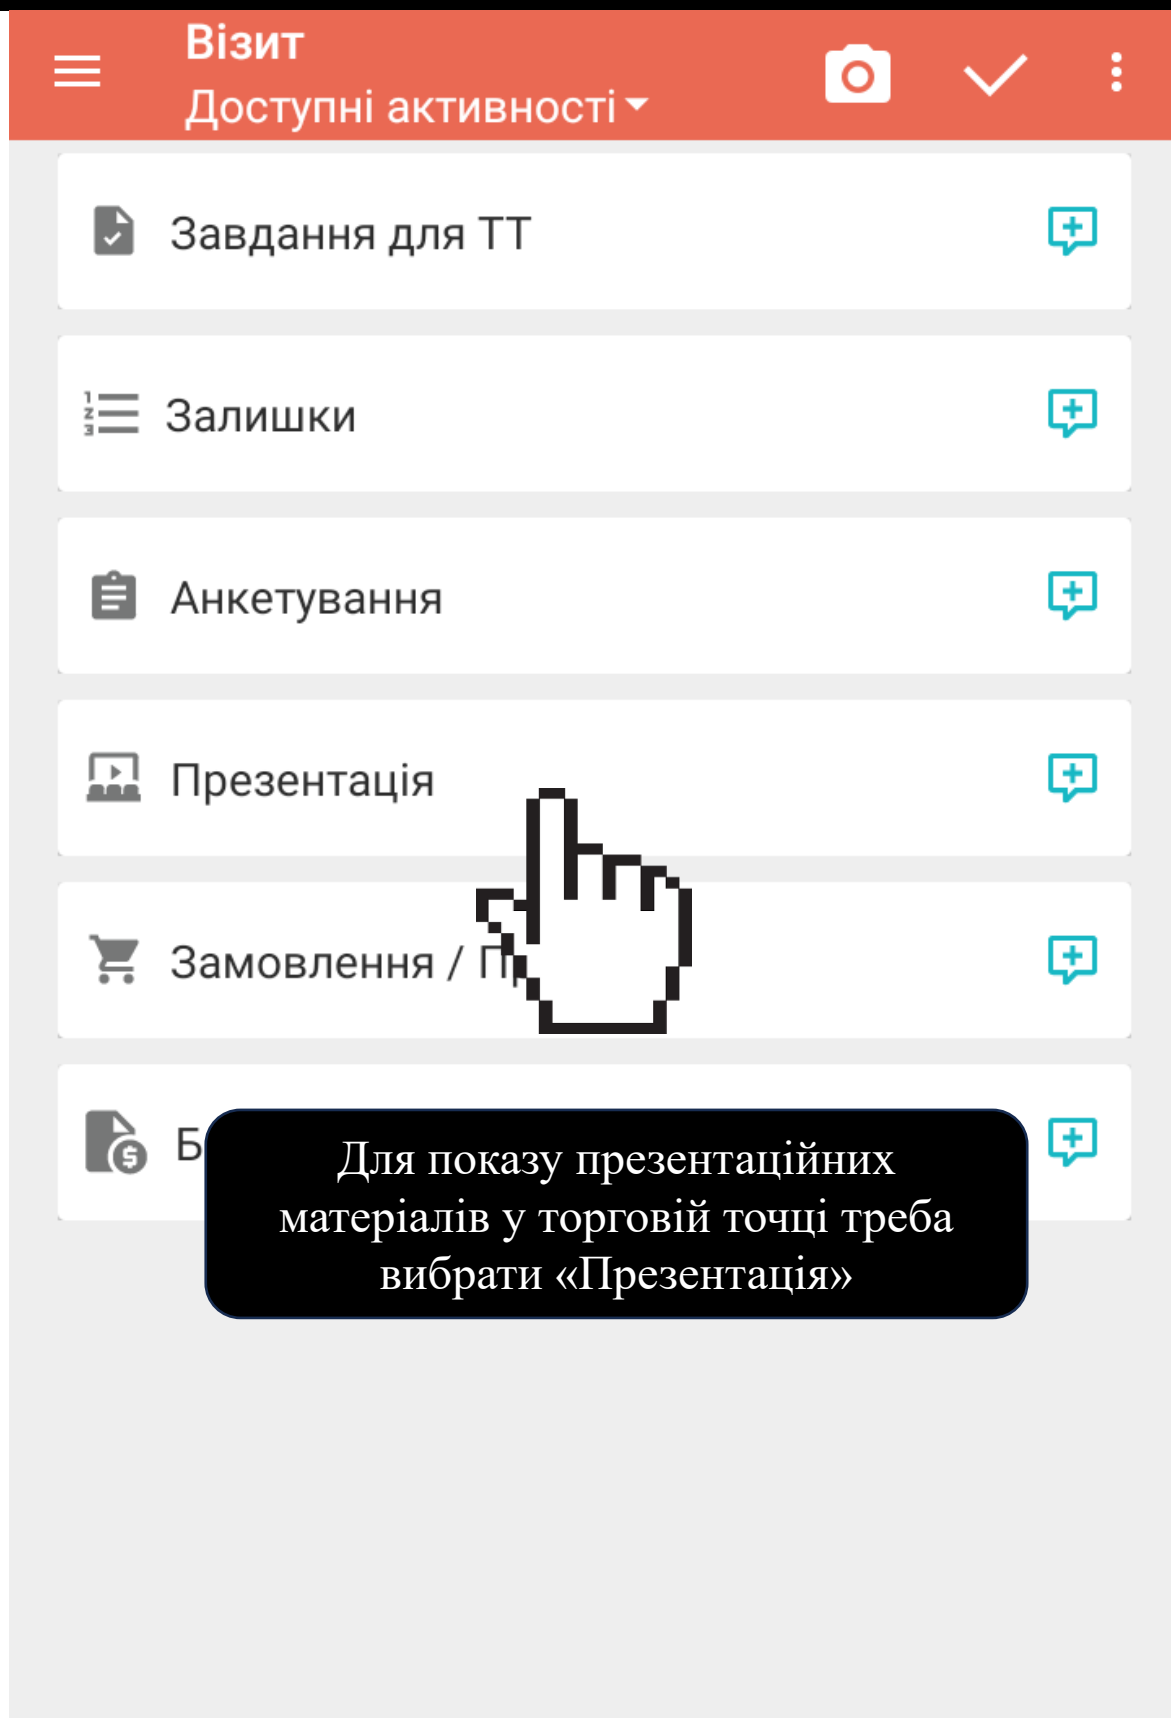 Візит
Доступні активності
Завдання для ТТ
Залишки
Анкетування
Презентація
Замовлення /
Для показу презентаційних
матеріалів у торговій точці треба
вибрати «Презентація»